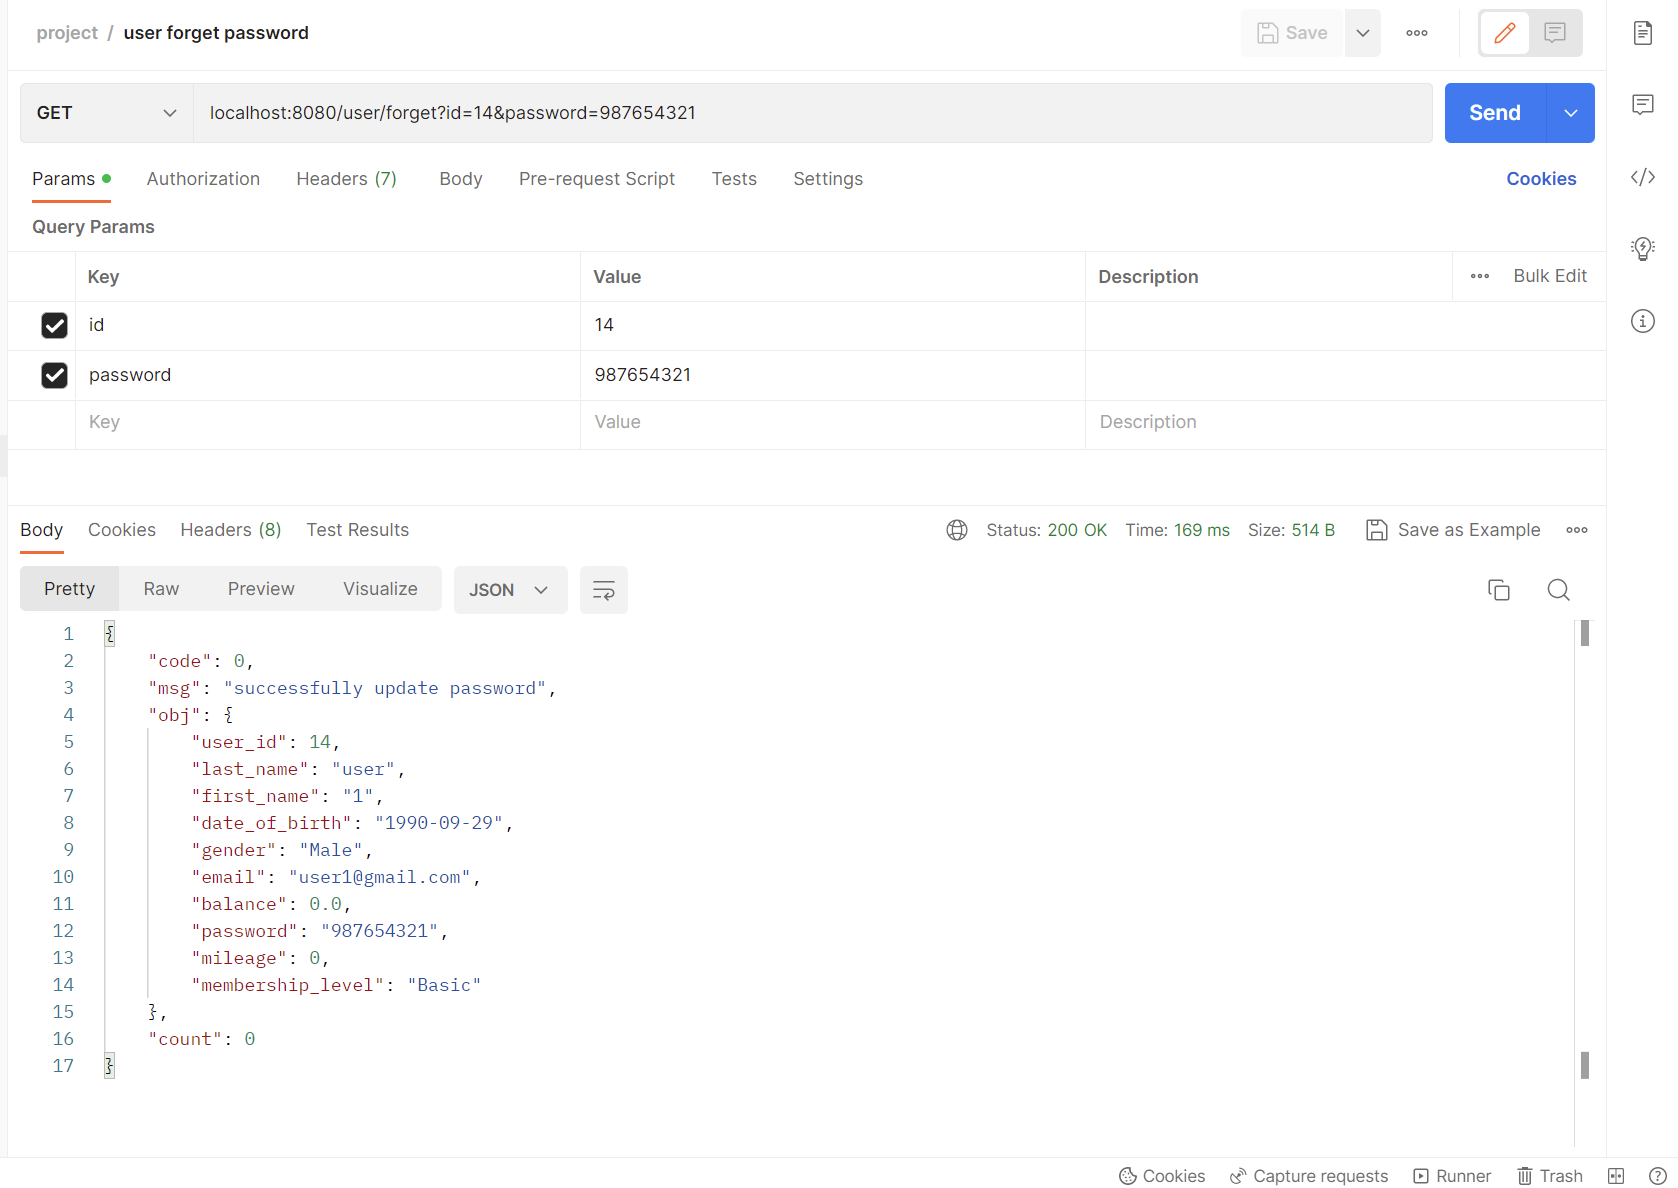 project / user forget password
Save
GET
localhost:8080/user/forget?id=14&password=987654321
Send
Params Authorization Headers (7) Body Pre-request Script Tests Settings Cookies
Query Params
Key Value Description Bulk Edit
id 14
password 987654321
Key Value Description
Body Cookies Headers (8) Test Results Status: 200 OK Time: 169 ms Size: 514 B Save as Example
Pretty Raw Preview Visualize JSON
1 {
2 "code": 0,
3 "msg": "successfully update password",
4 "obj": {
5 "user_id": 14,
6 "last_name": "user",
7 "first_name": "1",
8 "date_of_birth": "1990-09-29",
9 "gender": "Male",
10 "email": "user1@gmail.com",
11 "balance": 0.0,
12 "password": "987654321",
13 "mileage": 0,
14 "membership_level": "Basic"
15 },
16 "count": 0
17 }
Cookies Capture requests Runner Trash